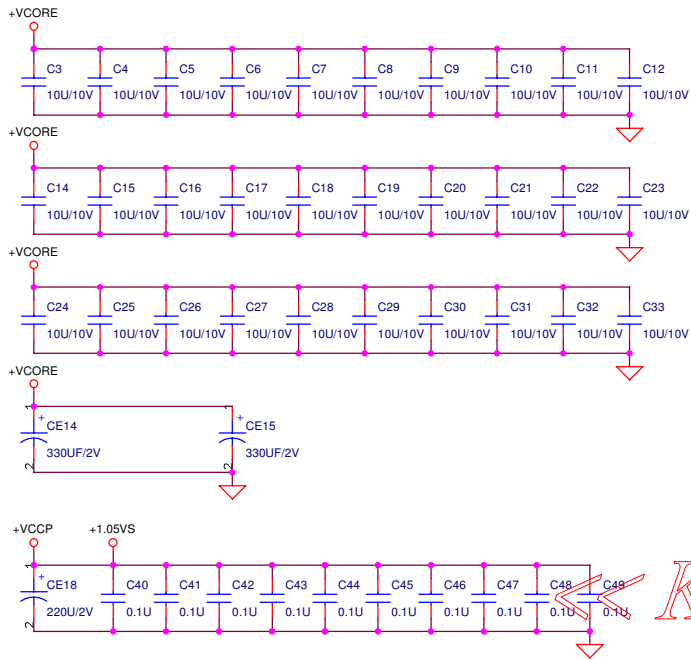 +VCORE
C3 C4 C5 C6 C7 C8 C9 C10 C11 C12
10U/10V 10U/10V 10U/10V 10U/10V 10U/10V 10U/10V 10U/10V 10U/10V 10U/10V 10U/10V
+VCORE
C14 C15 C16 C17 C18 C19 C20 C21 C22 C23
10U/10V 10U/10V 10U/10V 10U/10V 10U/10V 10U/10V 10U/10V 10U/10V 10U/10V 10U/10V
+VCORE
C24 C25 C26 C27 C28 C29 C30 C31 C32 C33
10U/10V 10U/10V 10U/10V 10U/10V 10U/10V 10U/10V 10U/10V 10U/10V 10U/10V 10U/10V
+VCORE
1 1
+ +
CE14 CE15
330UF/2V 330UF/2V
2 2
+VCCP +1.05VS
1
+
CE18 C40 C41 C42 C43 C44 C45 C46 C47 C48 C49
220U/2V 0.1U 0.1U 0.1U 0.1U 0.1U 0.1U 0.1U 0.1U 0.1U 0.1U
2
<< K